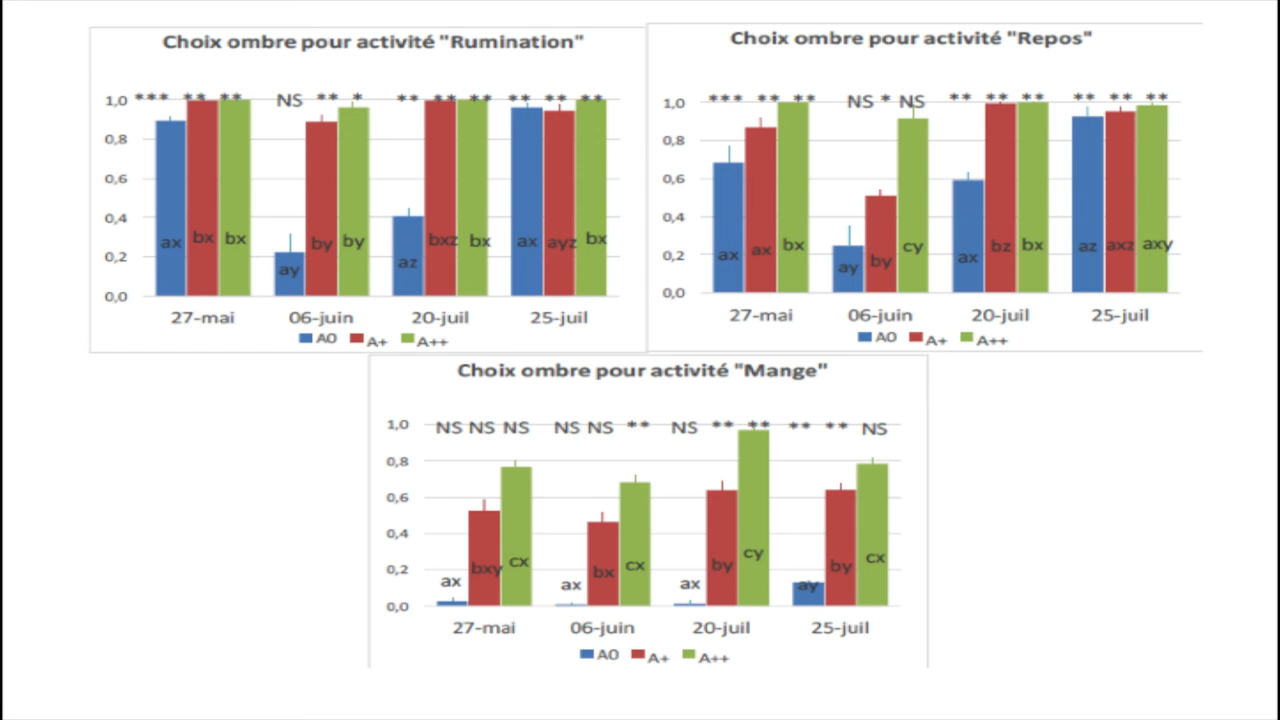 Choix ombre pour activité "Rumination"
1,0 *** ** ** NS ** * ** ** ** ** ** **
0,8
0,6
0,4
0,2
0,0
ax bx bx ay by by az bxz bx ax ayz bx
27-mai 06-juin 20-juil 25-juil
A0 A+ A++
Choix ombre pour activité "Repos"
1,0 *** ** ** NS * NS ** ** ** ** ** **
0,8
0,6
0,4
0,2
0,0
ax ax bx ay by cy ax bz bx az axz axy
27-mai 06-juin 20-juil 25-juil
A0 A+ A++
Choix ombre pour activité "Mange"
1,0 NS NS NS NS NS ** NS ** ** ** ** NS
0,8
0,6
0,4
0,2
0,0
ax bxy cx ax bx cx ax by cy ay by cx
27-mai 06-juin 20-juil 25-juil
A0 A+ A++